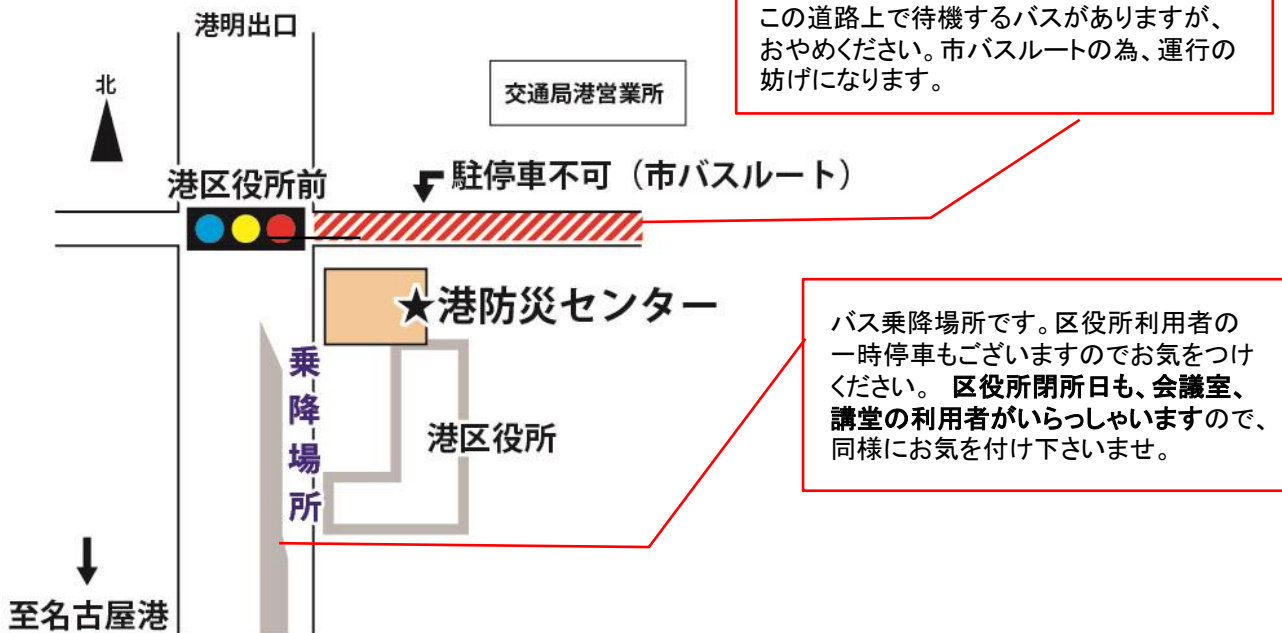 港明出口
この道路上で待機するバスがありますが、
おやめください。市バスルートの為、運行の
妨げになります。
北
交通局港営業所
駐停車不可（市バスルート）
港区役所前
★港防災センター
バス乗降場所です。区役所利用者の
一時停車もございますのでお気をつけ
ください。 区役所閉所日も、会議室、
講堂の利用者がいらっしゃいますので、
同様にお気を付け下さいませ。
乗降場所
港区役所
至名古屋港